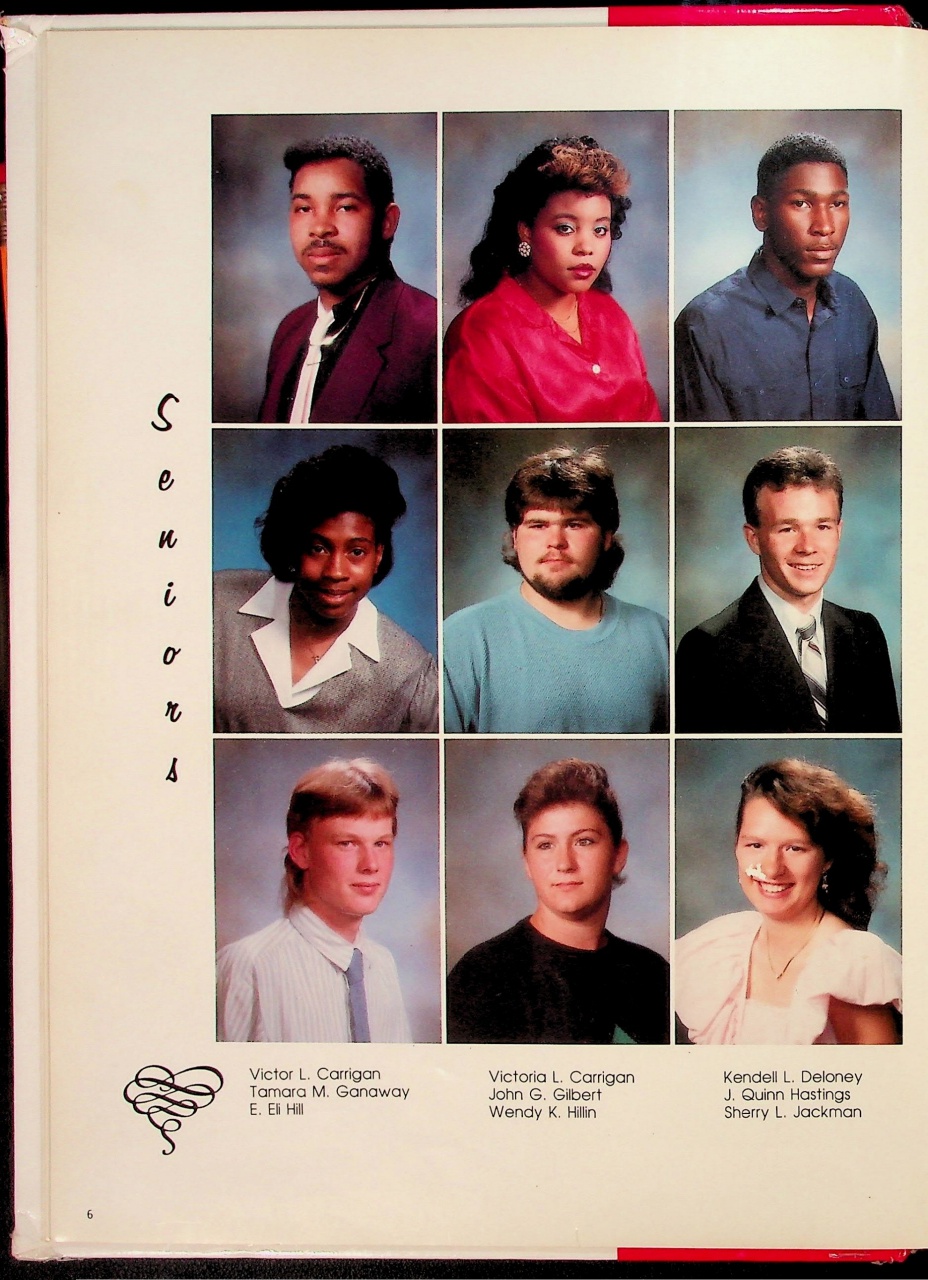 Seniors
Victor L. Carrigan
Tamara M. Ganaway
E. Eli Hill
Victoria L. Carrigan
John G. Gilbert
Wendy K. Hillin
Kendell L. Deloney
J. Quinn Hastings
Sherry L. Jackman
6